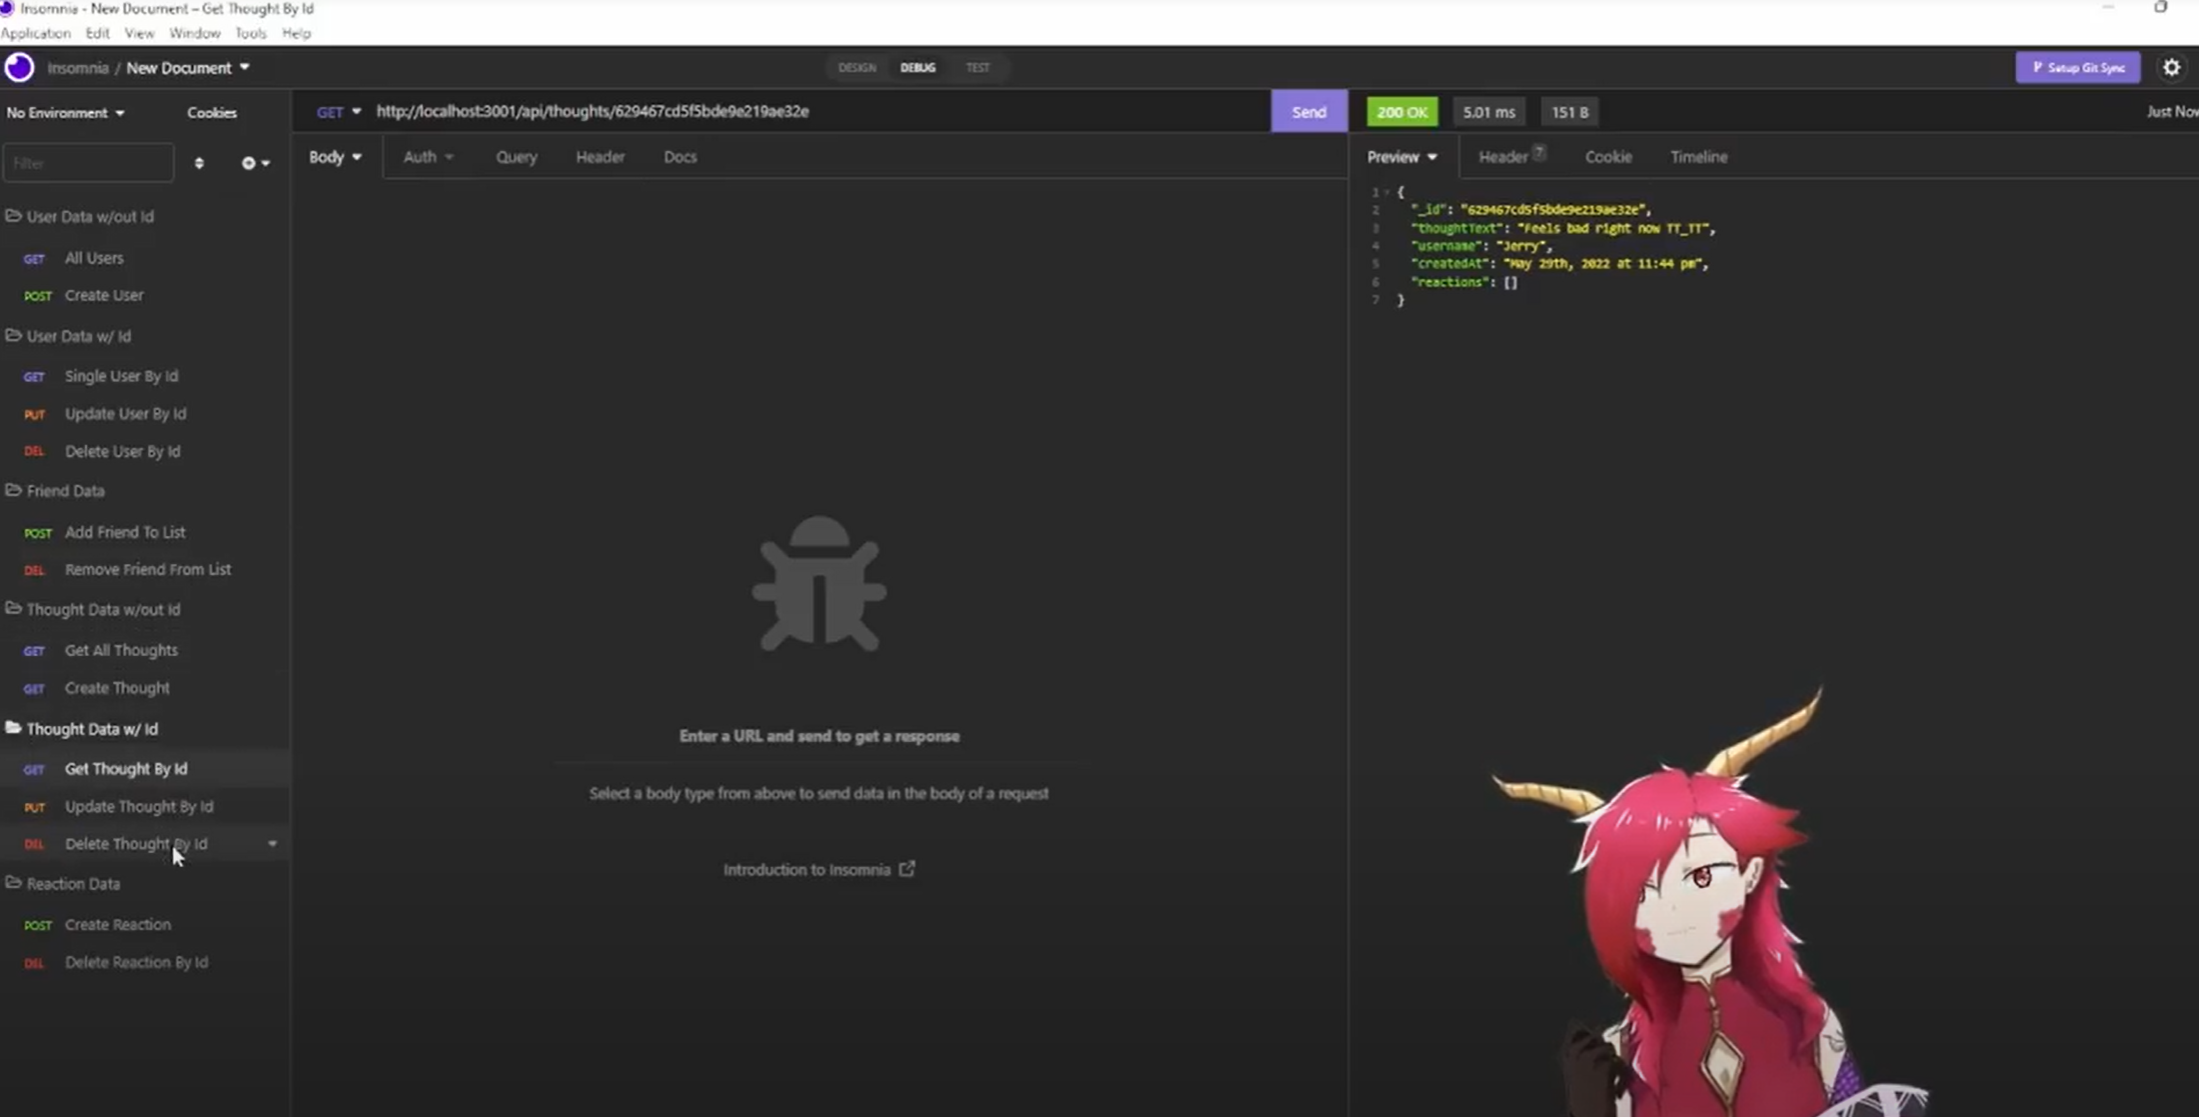 Insomnia - New Document – Get Thought By Id
Application Edit View Window Tools Help
Insomnia / New Document
DESIGN DEBUG TEST
Setup Git Sync
No Environment Cookies
GET http://localhost:3001/api/thoughts/629467cd5f5bde9e219ae32e Send
200 OK 5.01 ms 151 B Just Now
Filter
Body Auth Query Header Docs
Preview Header 7 Cookie Timeline
1 {
2 "_id": "629467cd5f5bde9e219ae32e",
3 "thoughtText": "Feels bad right now TT_TT",
4 "username": "Jerry",
5 "createdAt": "May 29th, 2022 at 11:44 pm",
6 "reactions": []
7 }
User Data w/out Id
GET All Users
POST Create User
User Data w/ Id
GET Single User By Id
PUT Update User By Id
DEL Delete User By Id
Friend Data
POST Add Friend To List
DEL Remove Friend From List
Thought Data w/out Id
GET Get All Thoughts
GET Create Thought
Thought Data w/ Id
GET Get Thought By Id
PUT Update Thought By Id
DEL Delete Thought By Id
Reaction Data
POST Create Reaction
DEL Delete Reaction By Id
Enter a URL and send to get a response
Select a body type from above to send data in the body of a request
Introduction to Insomnia